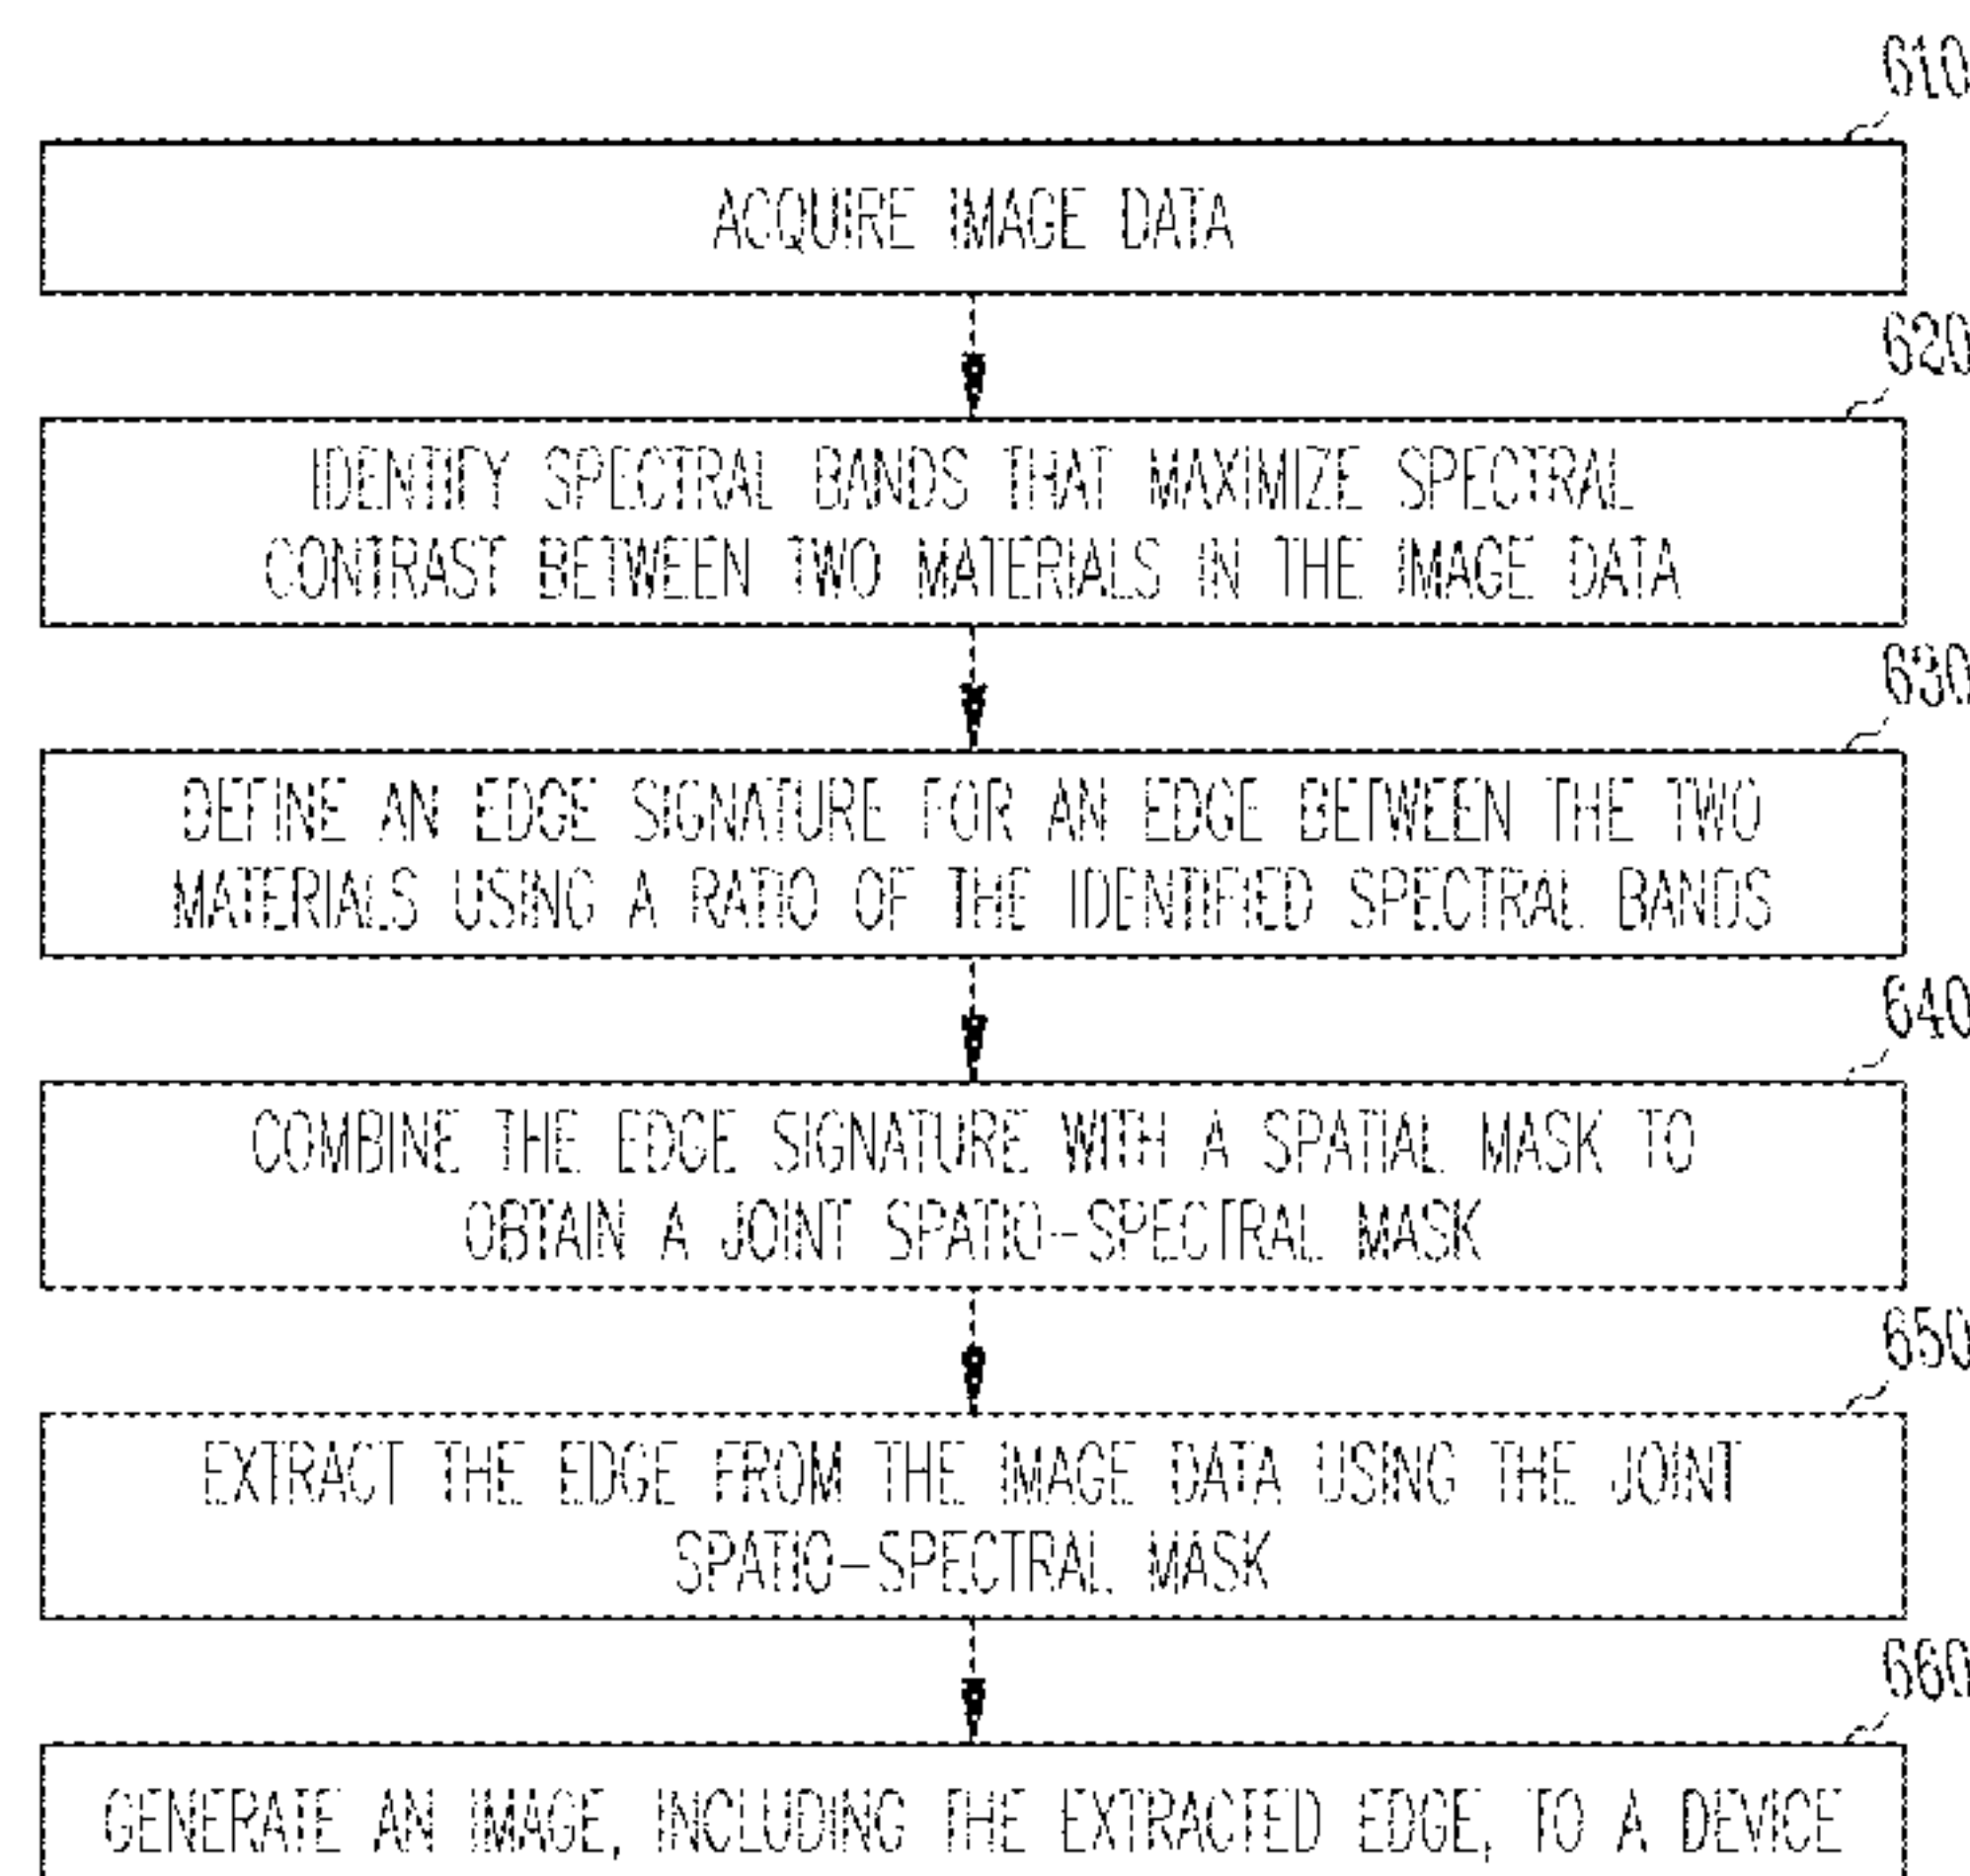 610
ACQUIRE IMAGE DATA
620
IDENTIFY SPECTRAL BANDS THAT MAXIMIZE SPECTRAL
CONTRAST BETWEEN TWO MATERIALS IN THE IMAGE DATA
630
DEFINE AN EDGE SIGNATURE FOR AN EDGE BETWEEN THE TWO
MATERIALS USING A RATIO OF THE IDENTIFIED SPECTRAL BANDS
640
COMBINE THE EDGE SIGNATURE WITH A SPATIAL MASK TO
OBTAIN A JOINT SPATIO-SPECTRAL MASK
650
EXTRACT THE EDGE FROM THE IMAGE DATA USING THE JOINT
SPATIO-SPECTRAL MASK
660
GENERATE AN IMAGE, INCLUDING THE EXTRACTED EDGE, TO A DEVICE